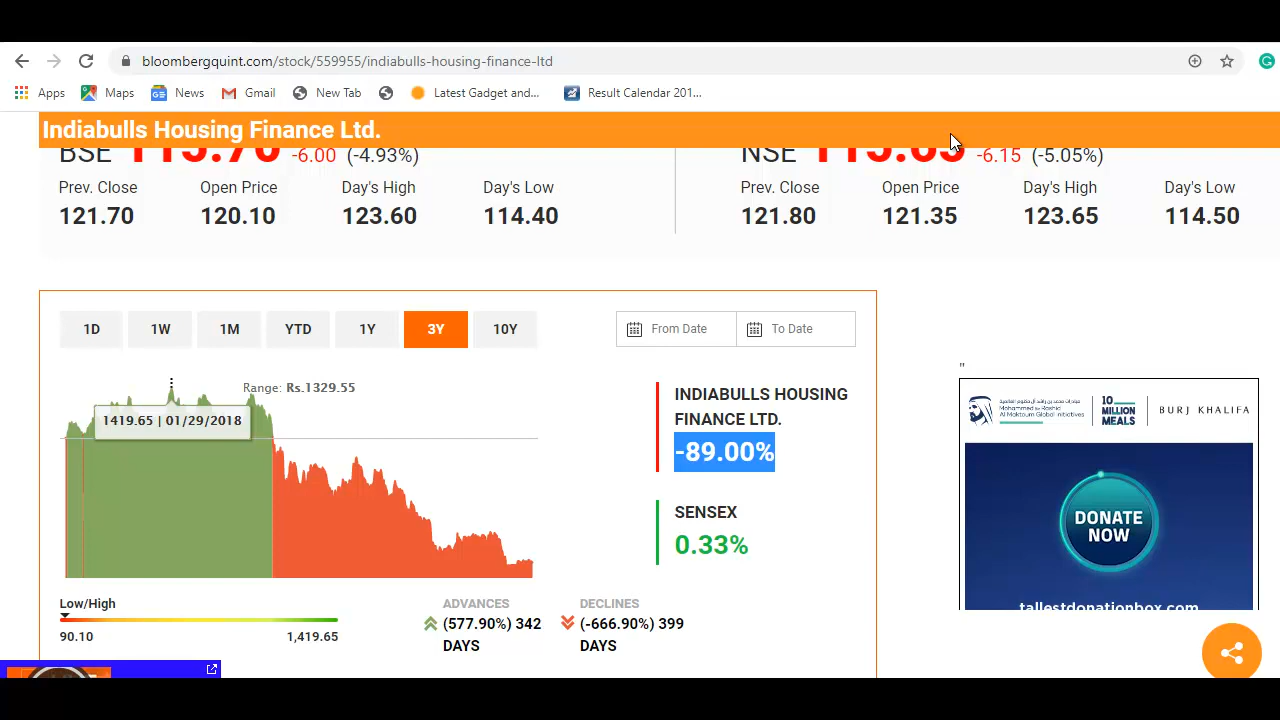 bloombergquint.com/stock/559955/indiabulls-housing-finance-ltd
Apps Maps News Gmail New Tab Latest Gadget and... Result Calendar 201...
Indiabulls Housing Finance Ltd.
BSE -6.00 (-4.93%)
NSE -6.15 (-5.05%)
Prev. Close Open Price Day's High Day's Low
121.70 120.10 123.60 114.40
Prev. Close Open Price Day's High Day's Low
121.80 121.35 123.65 114.50
1D 1W 1M YTD 1Y 3Y 10Y
From Date To Date
Range: Rs.1329.55
1419.65 | 01/29/2018
INDIABULLS HOUSING
FINANCE LTD.
-89.00%
SENSEX
0.33%
Low/High
90.10 1,419.65
ADVANCES
(577.90%) 342
DAYS
DECLINES
(-666.90%) 399
DAYS
"
10
MILLION
MEALS
BURJ KHALIFA
DONATE
NOW
tallestdonationbox.com